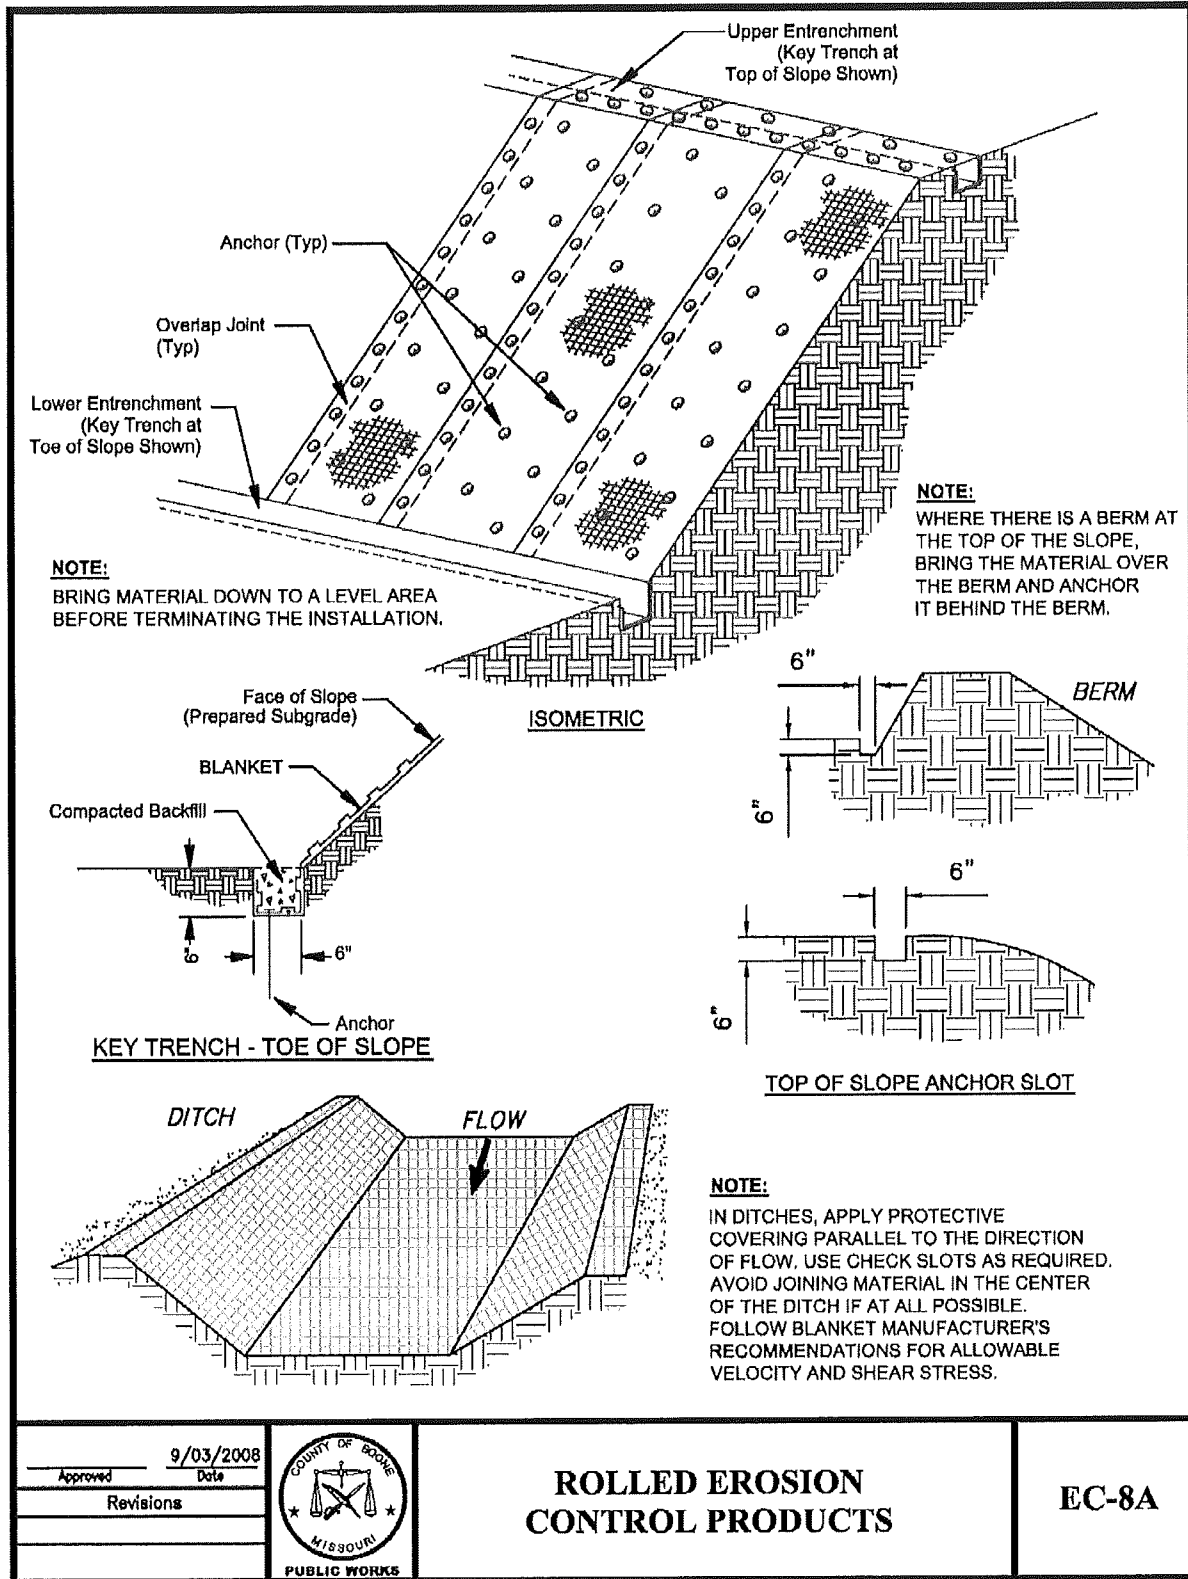 Upper Entrenchment
(Key Trench at
Top of Slope Shown)
Anchor (Typ)
Overlap Joint
(Typ)
Lower Entrenchment
(Key Trench at
Toe of Slope Shown)
NOTE:
BRING MATERIAL DOWN TO A LEVEL AREA
BEFORE TERMINATING THE INSTALLATION.
NOTE:
WHERE THERE IS A BERM AT
THE TOP OF THE SLOPE,
BRING THE MATERIAL OVER
THE BERM AND ANCHOR
IT BEHIND THE BERM.
ISOMETRIC
Face of Slope
(Prepared Subgrade)
BLANKET
Compacted Backfill
6"
6"
Anchor
KEY TRENCH - TOE OF SLOPE
6"
BERM
6"
6"
6"
TOP OF SLOPE ANCHOR SLOT
DITCH
FLOW
NOTE:
IN DITCHES, APPLY PROTECTIVE
COVERING PARALLEL TO THE DIRECTION
OF FLOW. USE CHECK SLOTS AS REQUIRED.
AVOID JOINING MATERIAL IN THE CENTER
OF THE DITCH IF AT ALL POSSIBLE.
FOLLOW BLANKET MANUFACTURER'S
RECOMMENDATIONS FOR ALLOWABLE
VELOCITY AND SHEAR STRESS.
9/03/2008
Approved Date
Revisions
COUNTY OF BOONE
MISSOURI
PUBLIC WORKS
ROLLED EROSION
CONTROL PRODUCTS
EC-8A